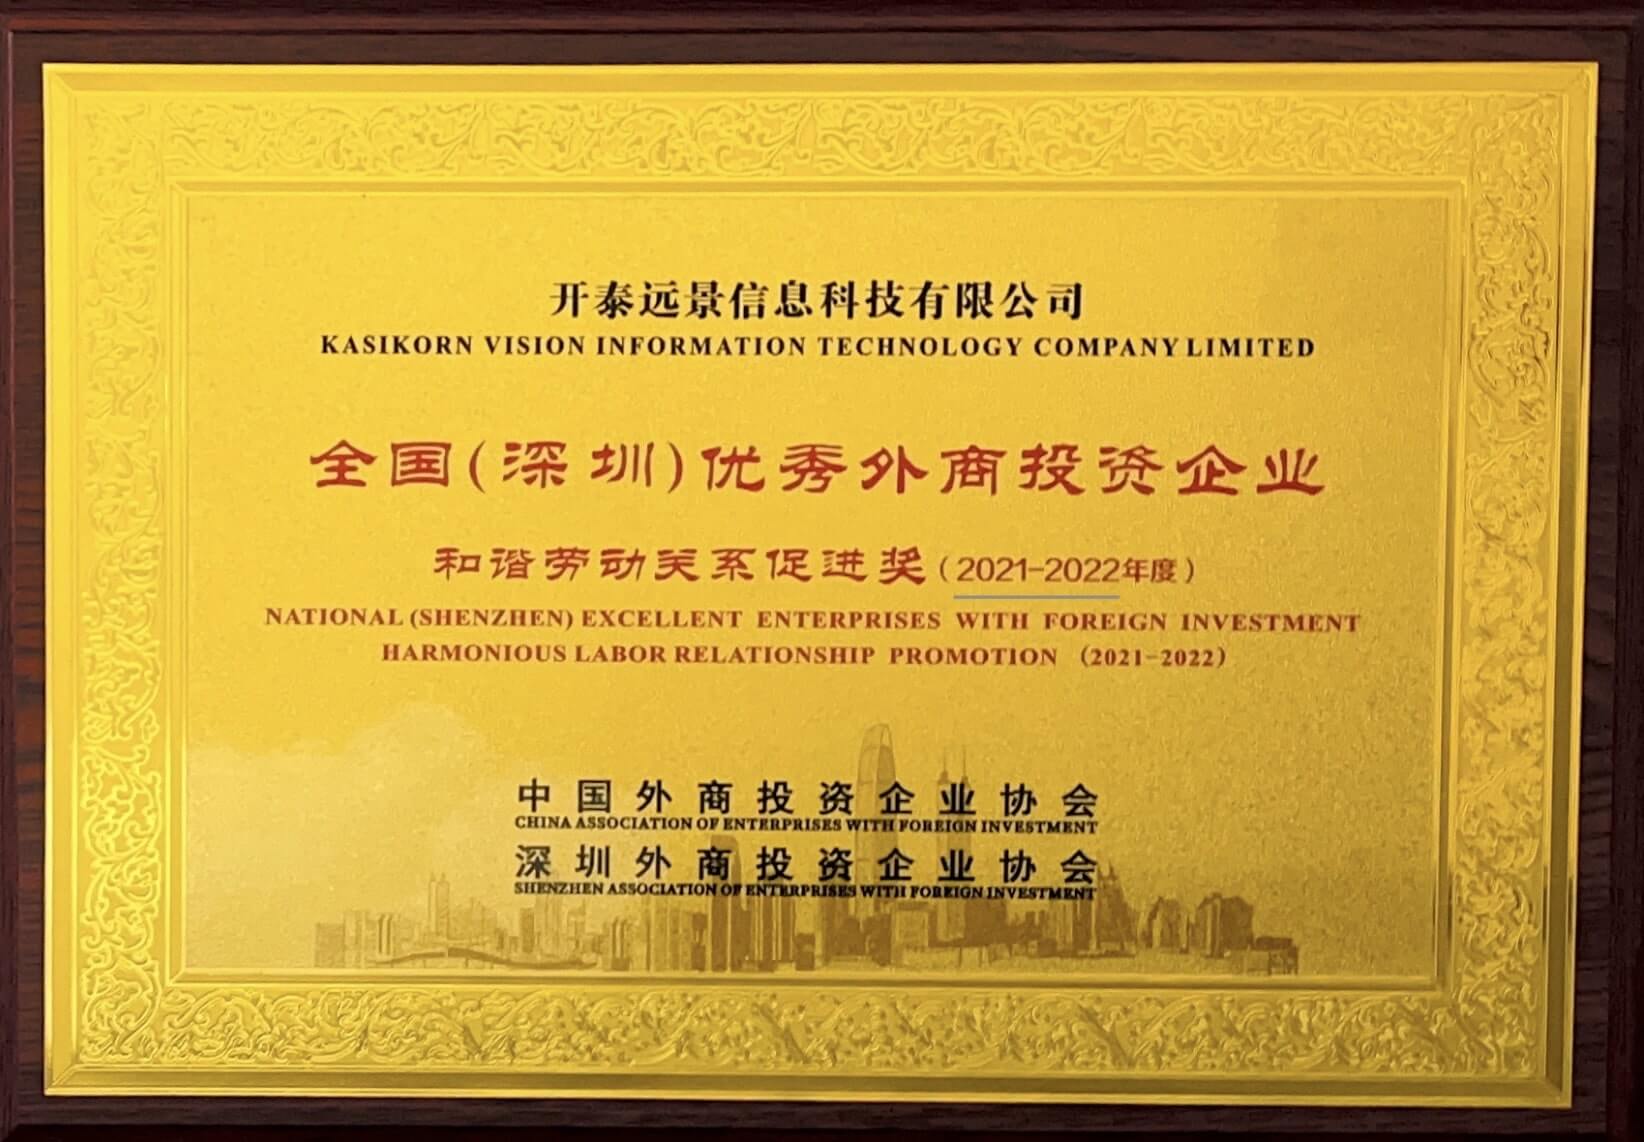 开泰远景信息科技有限公司
KASIKORN VISION INFORMATION TECHNOLOGY COMPANY LIMITED
全国(深圳)优秀外商投资企业
和谐劳动关系促进奖(2021-2022年度)
NATIONAL (SHENZHEN) EXCELLENT ENTERPRISES WITH FOREIGN INVESTMENT
HARMONIOUS LABOR RELATIONSHIP PROMOTION (2021-2022)
中国外商投资企业协会
CHINA ASSOCIATION OF ENTERPRISES WITH FOREIGN INVESTMENT
深圳外商投资企业协会
SHENZHEN ASSOCIATION OF ENTERPRISES WITH FOREIGN INVESTMENT